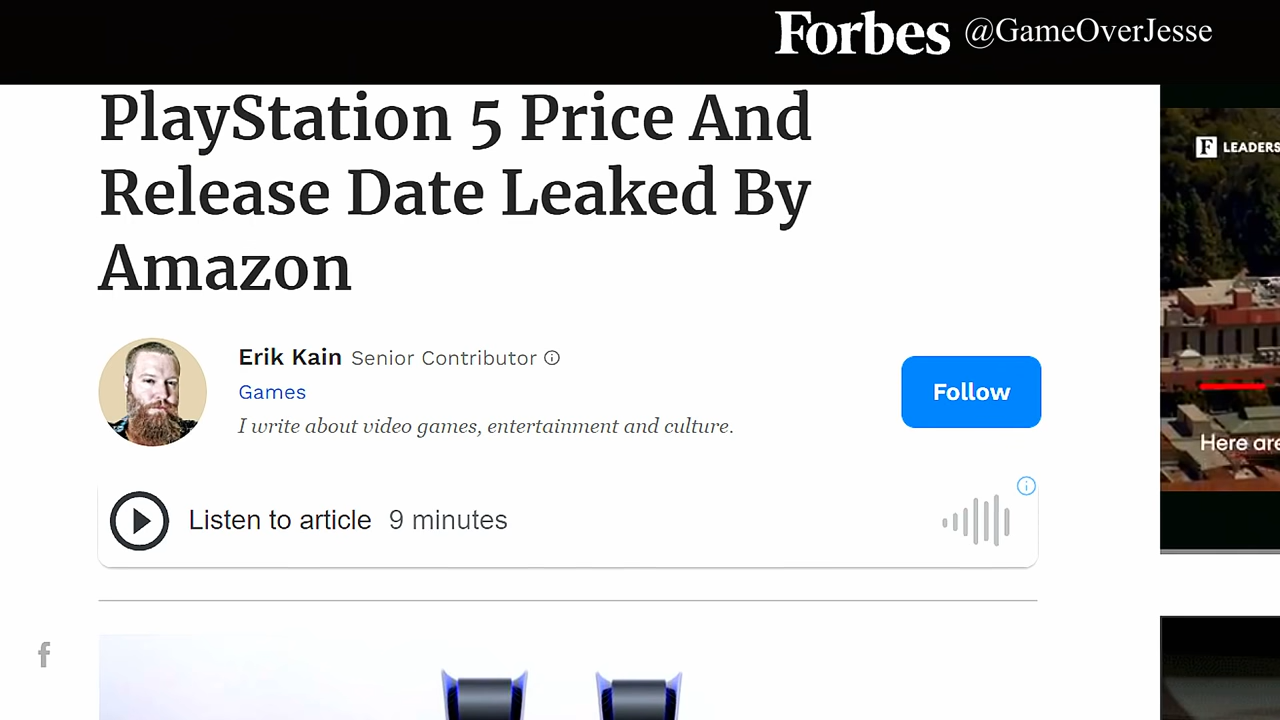 Forbes @GameOverJesse
PlayStation 5 Price And
Release Date Leaked By
Amazon
F LEADERS
Erik Kain Senior Contributor
Games
I write about video games, entertainment and culture.
Follow
Here are
Listen to article 9 minutes